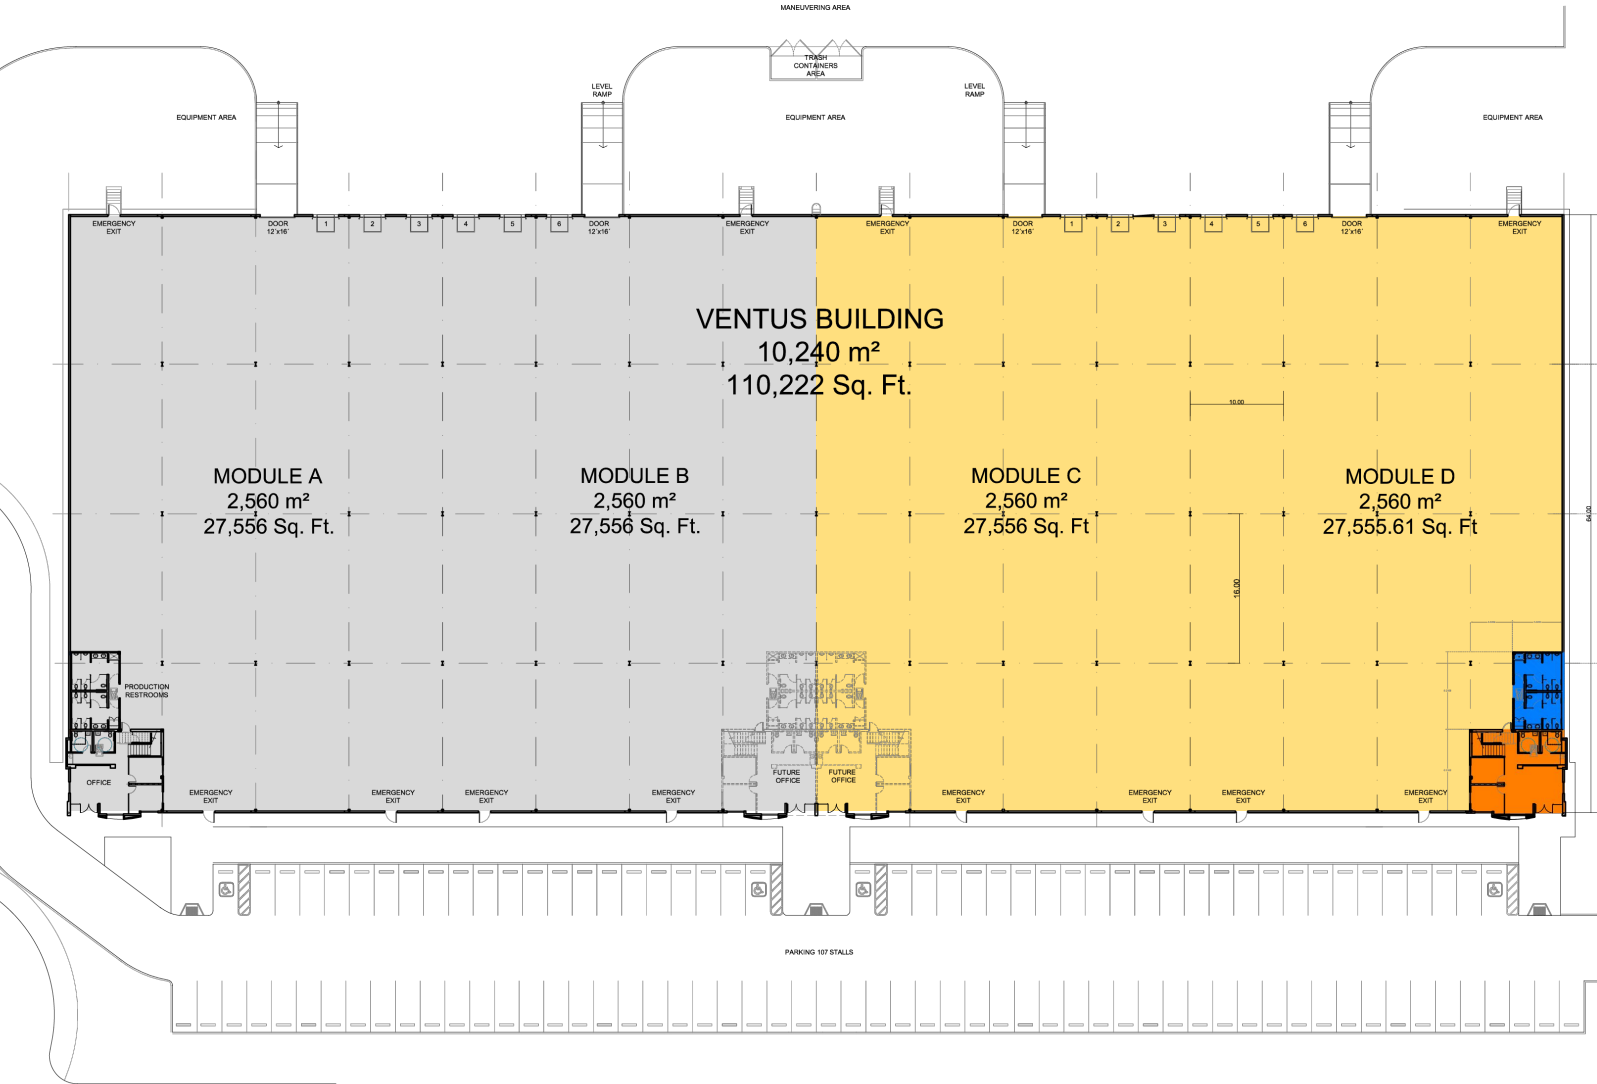 MANEUVERING AREA
TRASH
CONTAINERS
AREA
LEVEL
RAMP
LEVEL
RAMP
EQUIPMENT AREA
EQUIPMENT AREA
EQUIPMENT AREA
EMERGENCY
EXIT
DOOR
12'x16'
1
2
3
4
5
6
DOOR
12'x16'
EMERGENCY
EXIT
EMERGENCY
EXIT
DOOR
12'x16'
1
2
3
4
5
6
DOOR
12'x16'
EMERGENCY
EXIT
VENTUS BUILDING
10,240 m²
110,222 Sq. Ft.
10.00
MODULE A
2,560 m²
27,556 Sq. Ft.
MODULE B
2,560 m²
27,556 Sq. Ft.
MODULE C
2,560 m²
27,556 Sq. Ft
MODULE D
2,560 m²
27,555.61 Sq. Ft
64.00
16.00
PRODUCTION
RESTROOMS
OFFICE
FUTURE
OFFICE
FUTURE
OFFICE
EMERGENCY
EXIT
EMERGENCY
EXIT
EMERGENCY
EXIT
EMERGENCY
EXIT
EMERGENCY
EXIT
EMERGENCY
EXIT
EMERGENCY
EXIT
EMERGENCY
EXIT
PARKING 107 STALLS